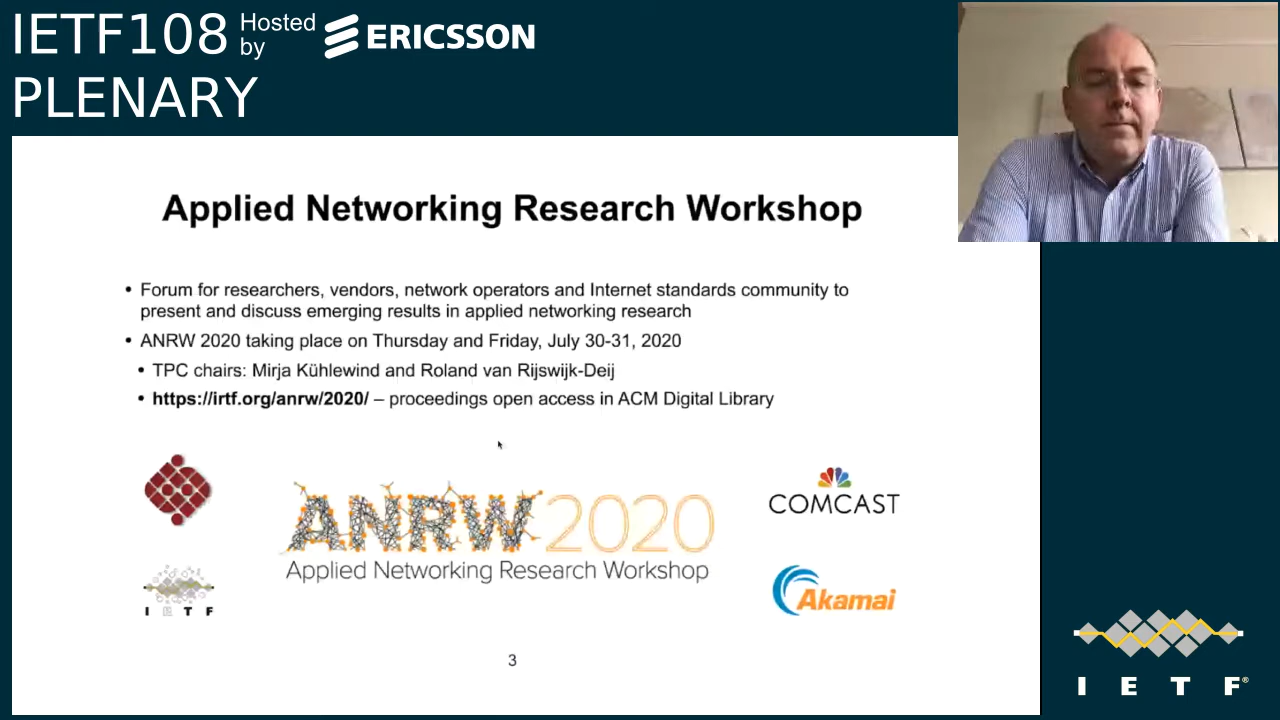 IETF108 Hosted by ERICSSON
PLENARY
Applied Networking Research Workshop
• Forum for researchers, vendors, network operators and Internet standards community to
present and discuss emerging results in applied networking research
• ANRW 2020 taking place on Thursday and Friday, July 30-31, 2020
• TPC chairs: Mirja Kühlewind and Roland van Rijswijk-Deij
• https://irtf.org/anrw/2020/ – proceedings open access in ACM Digital Library
ANRW 2020
Applied Networking Research Workshop
COMCAST
I E T F
Akamai
3
I E T F®